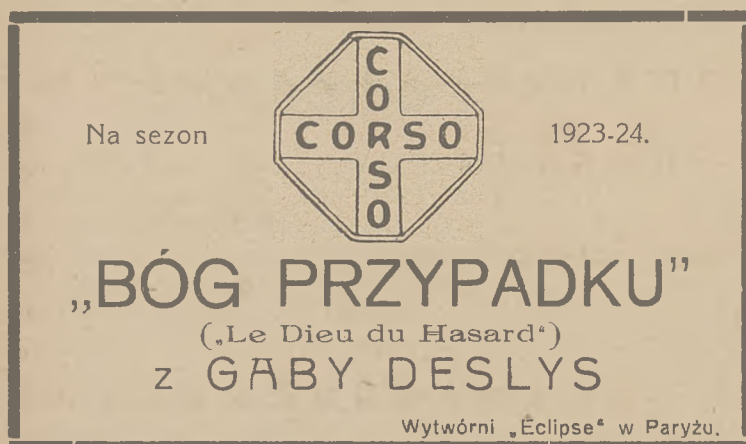 Na sezon
CORSO
CORSO
1923-24.
„BÓG PRZYPADKU”
(„Le Dieu du Hasard“)
z GABY DESLYS
Wytwórni „Eclipse“ w Paryżu.